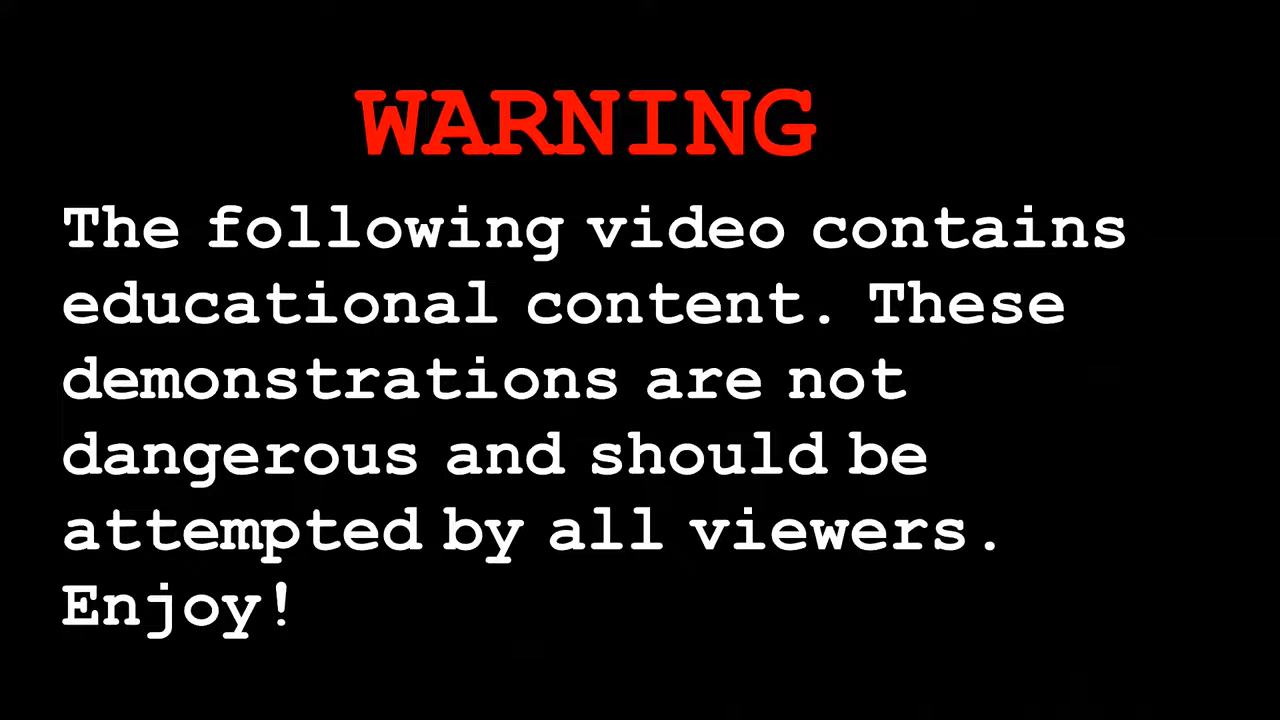 WARNING
The following video contains
educational content. These
demonstrations are not
dangerous and should be
attempted by all viewers.
Enjoy!